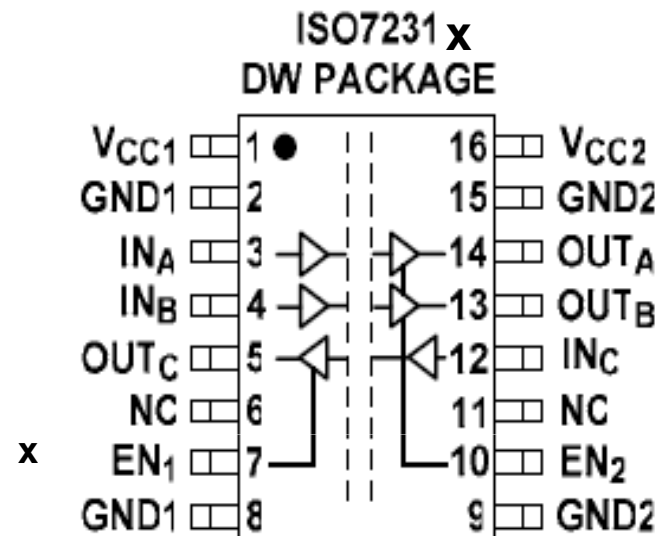 ISO7231 x
DW PACKAGE
VCC1 1 16 VCC2
GND1 2 15 GND2
INA 3 14 OUTA
INB 4 13 OUTB
OUTC 5 12 INC
NC 6 11 NC
x EN1 7 10 EN2
GND1 8 9 GND2